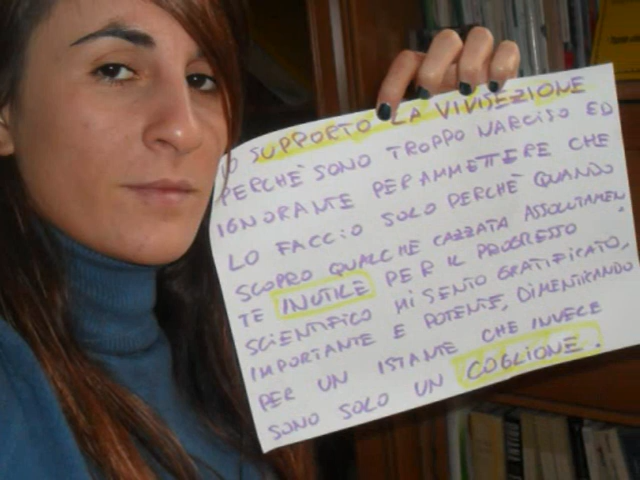 IO SUPPORTO LA VIVISEZIONE
PERCHÈ SONO TROPPO NARCISO ED
IGNORANTE PER AMMETTERE CHE
LO FACCIO SOLO PERCHÈ QUANDO
SCOPRO QUALCHE CAZZATA ASSOLUTAMEN
TE INUTILE PER IL PROGRESSO
SCIENTIFICO MI SENTO GRATIFICATO,
IMPORTANTE E POTENTE, DIMENTICANDO
PER UN ISTANTE CHE INVECE
SONO SOLO UN COGLIONE.